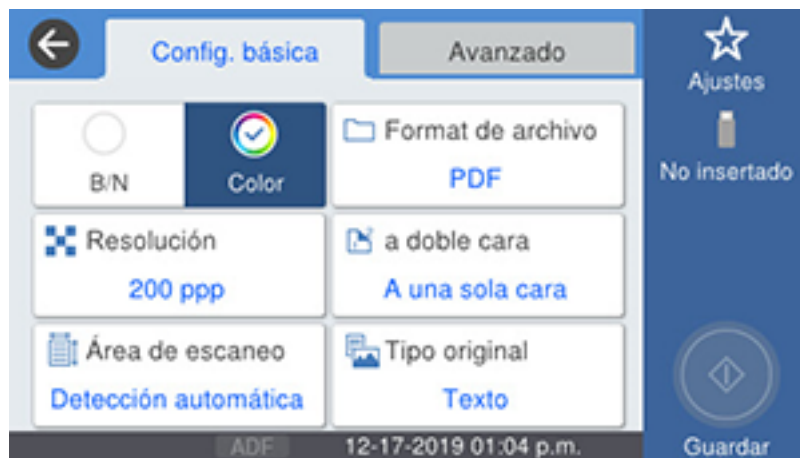 Config. básica
Avanzado
Ajustes
B/N
Color
Format de archivo
PDF
No insertado
Resolución
200 ppp
a doble cara
A una sola cara
Área de escaneo
Detección automática
Tipo original
Texto
ADF
12-17-2019 01:04 p.m.
Guardar